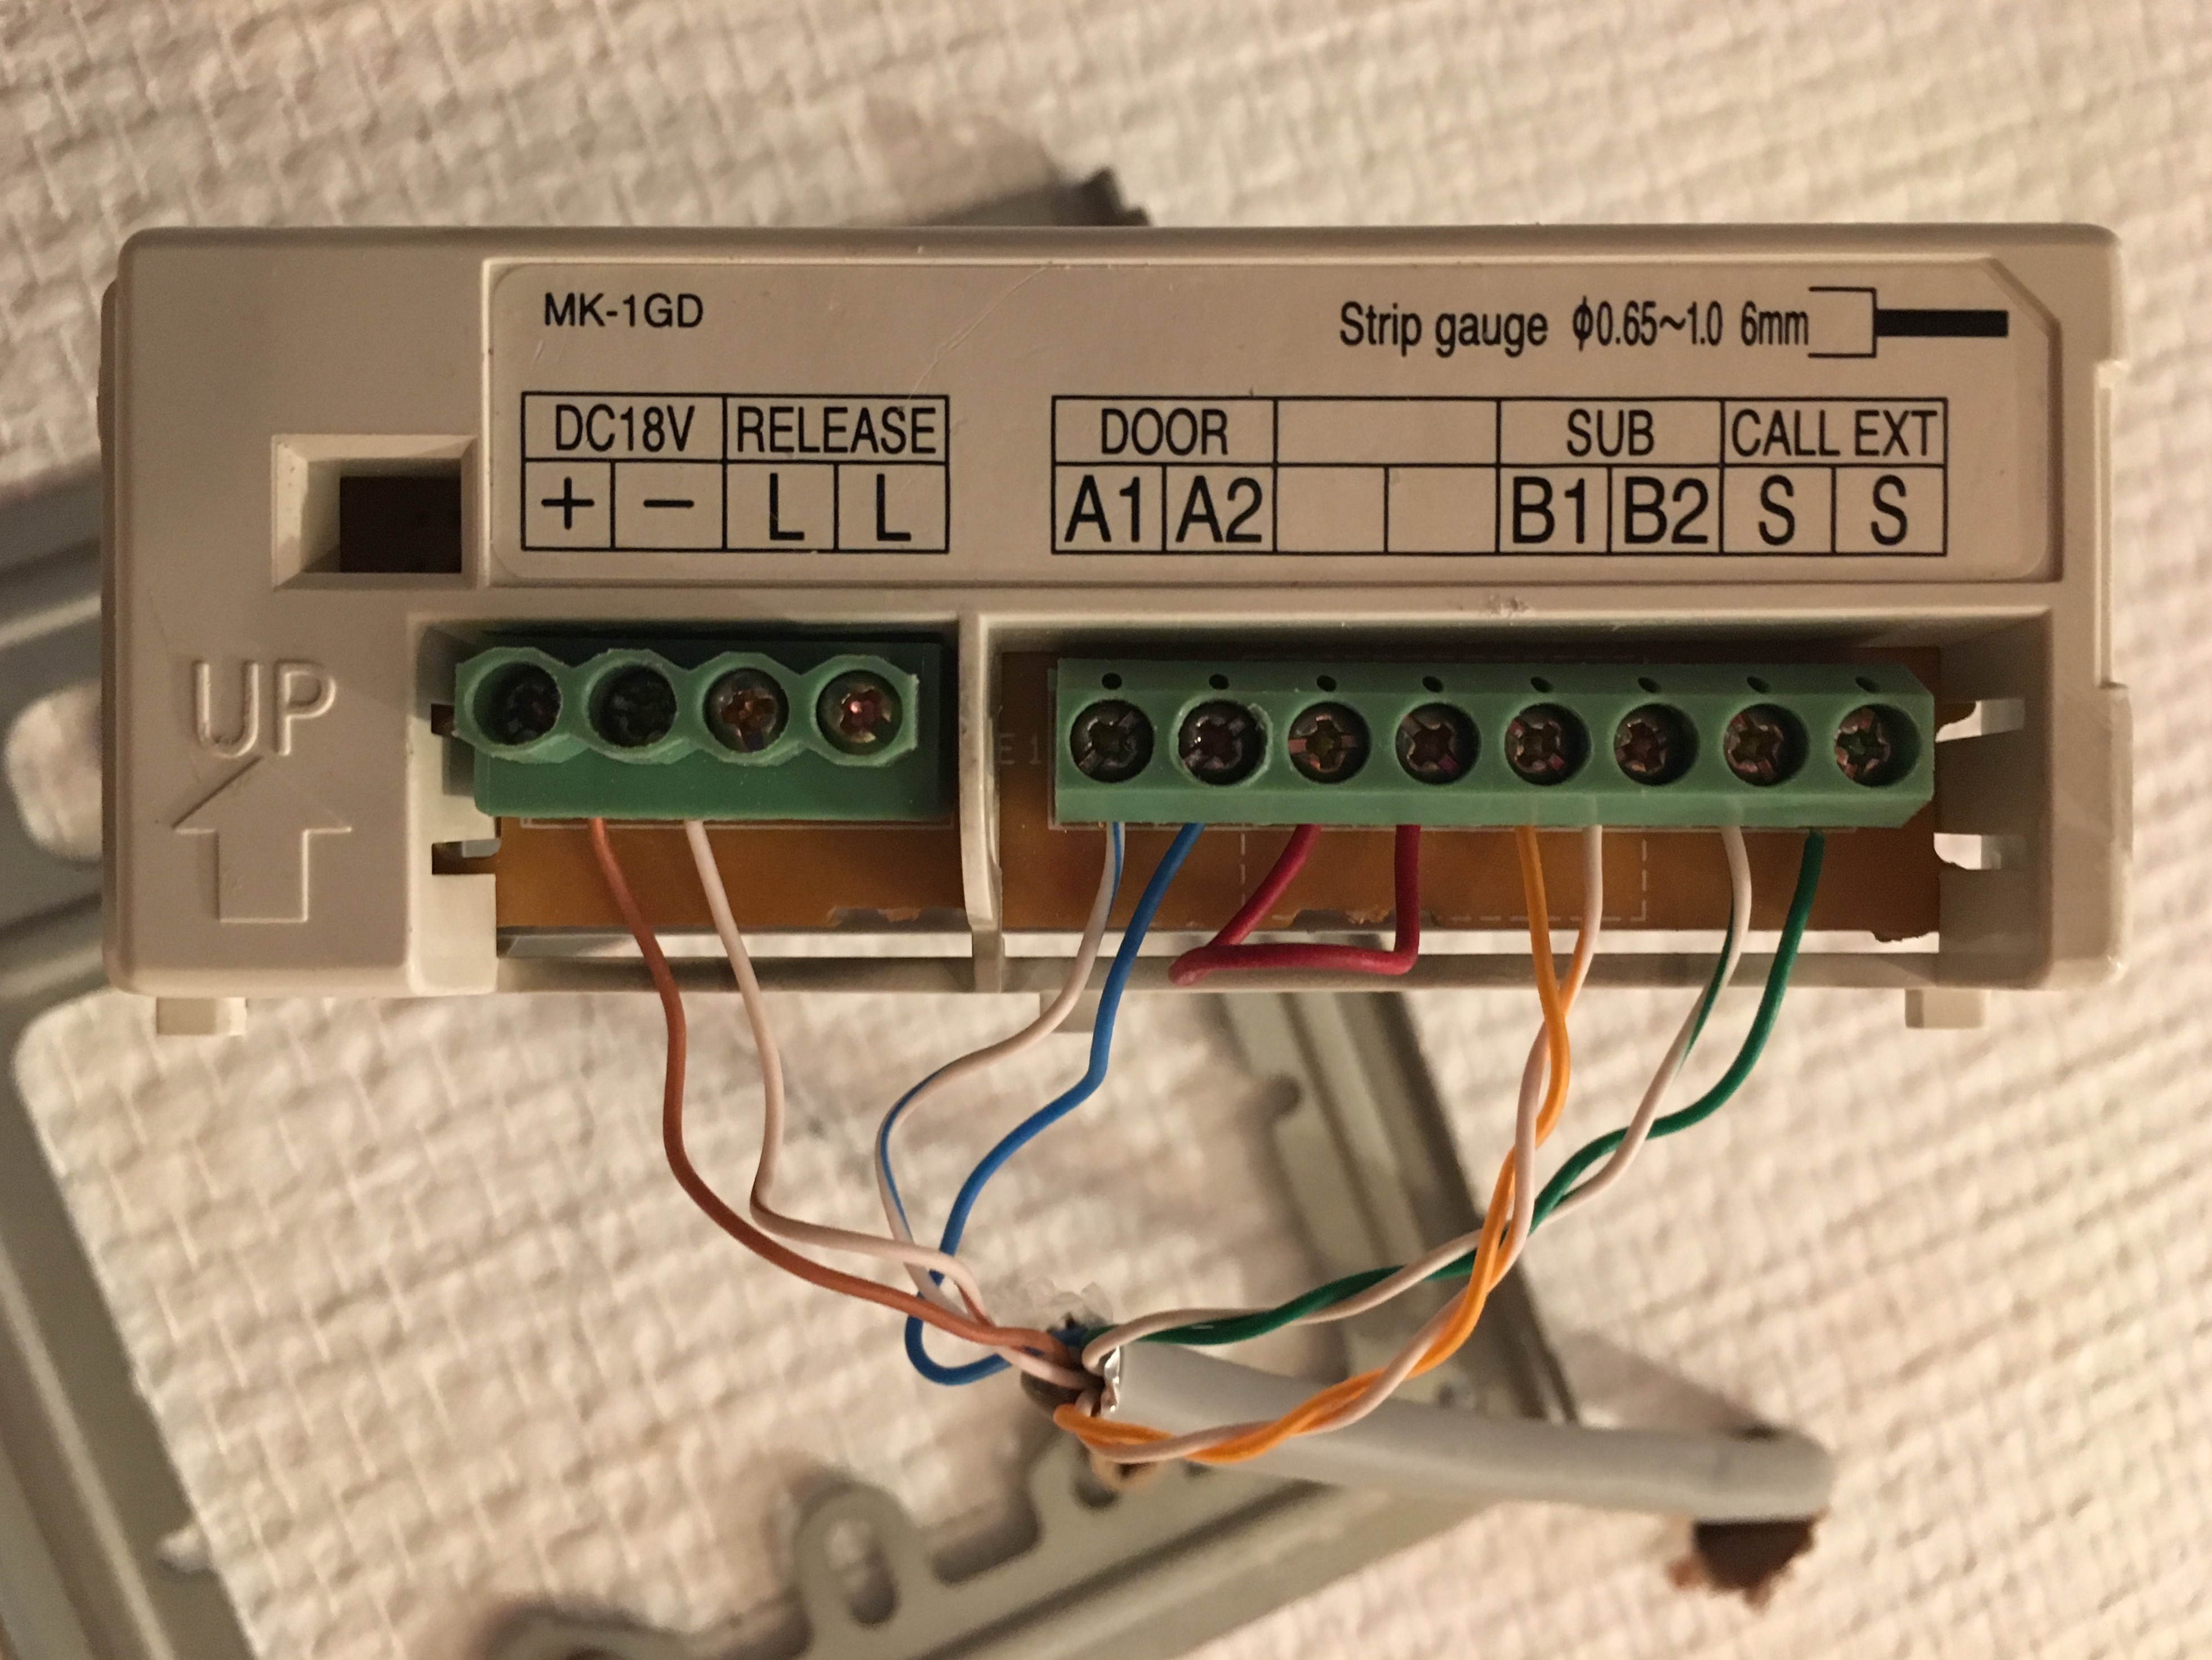 MK-1GD
Strip gauge ϕ0.65~1.0 6mm
DC18V RELEASE
+ − L L
DOOR SUB CALL EXT
A1 A2 B1 B2 S S
UP
E1